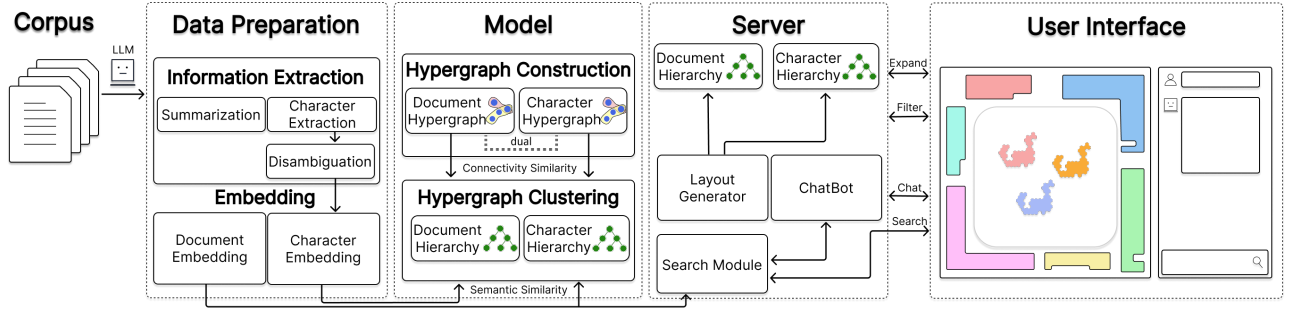 Corpus
LLM
Data Preparation
Information Extraction
Summarization
Character
Extraction
Disambiguation
Embedding
Document
Embedding
Character
Embedding
Model
Hypergraph Construction
Document
Hypergraph
Character
Hypergraph
dual
Connectivity Similarity
Hypergraph Clustering
Document
Hierarchy
Character
Hierarchy
Semantic Similarity
Server
Document
Hierarchy
Character
Hierarchy
Layout
Generator
ChatBot
Search Module
Expand
Filter
Chat
Search
User Interface